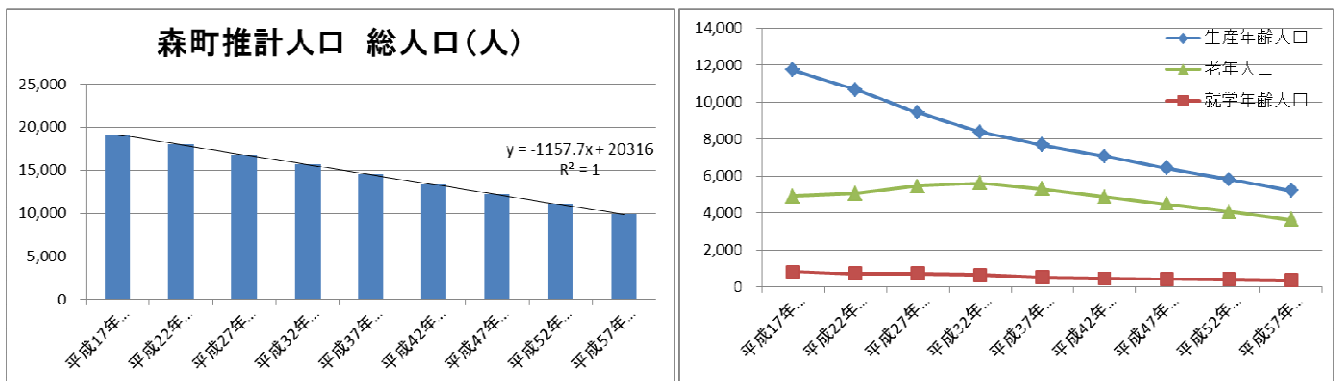 森町推計人口　総人口(人)
25,000
20,000
15,000
10,000
5,000
0
y = -1157.7x + 20316
R² = 1
平成17年…
平成22年…
平成27年…
平成32年…
平成37年…
平成42年…
平成47年…
平成52年…
平成57年…
14,000
12,000
10,000
8,000
6,000
4,000
2,000
0
生産年齢人口
老年人口
就学年齢人口
平成17年…
平成22年…
平成27年…
平成32年…
平成37年…
平成42年…
平成47年…
平成52年…
平成57年…